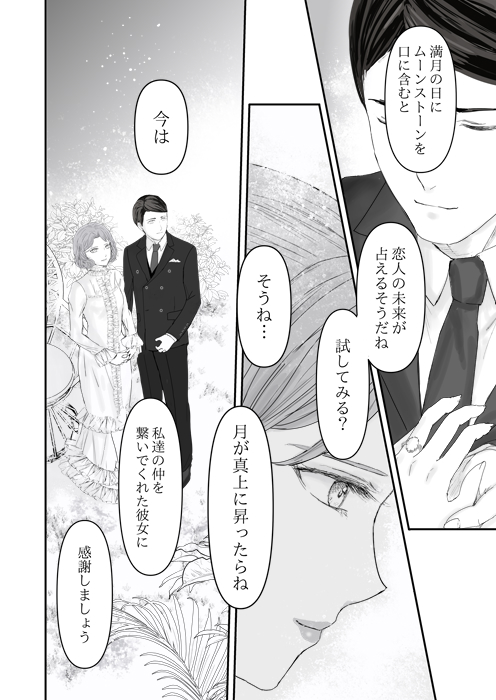 満月の日に
ムーンストーンを
口に含むと
恋人の未来が
占えるそうだね
試してみる？
そうね…
月が真上に昇ったらね
今は
私達の仲を
繋いでくれた彼女に
感謝しましょう